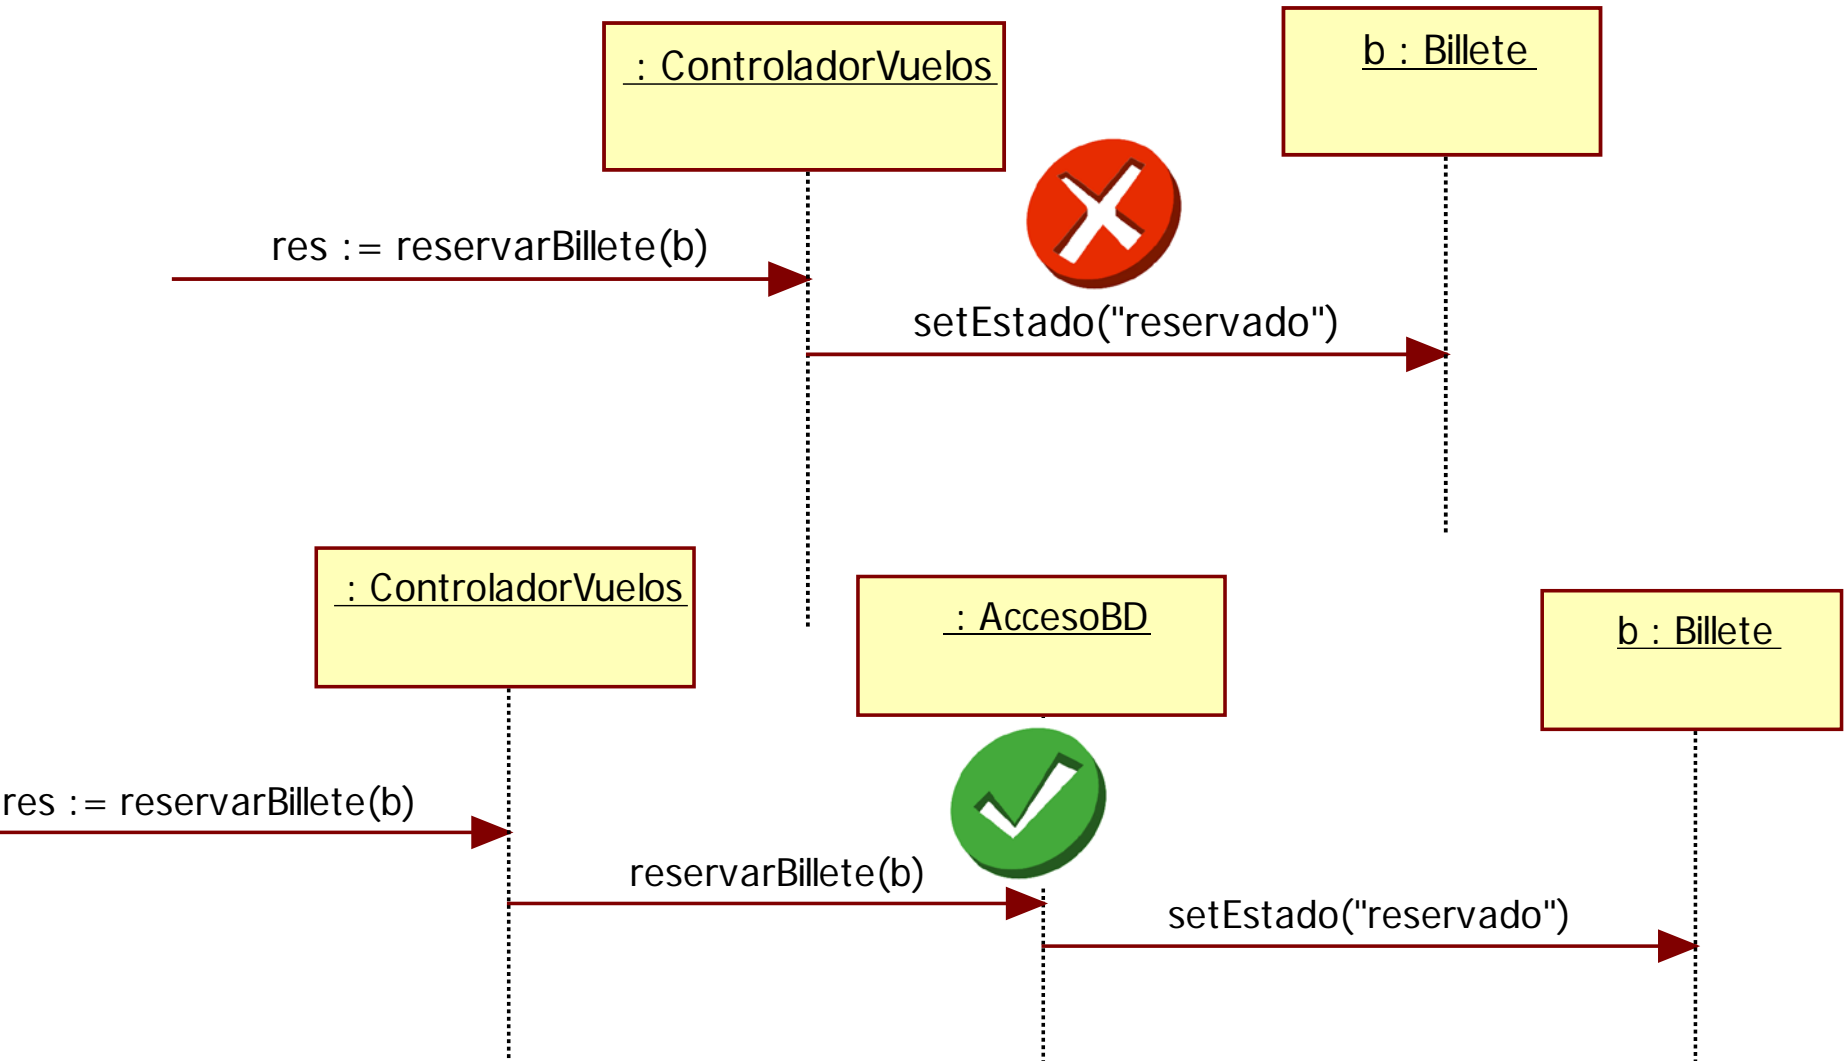 : ControladorVuelos
b : Billete
res := reservarBillete(b)
setEstado("reservado")
: ControladorVuelos
: AccesoBD
b : Billete
res := reservarBillete(b)
reservarBillete(b)
setEstado("reservado")